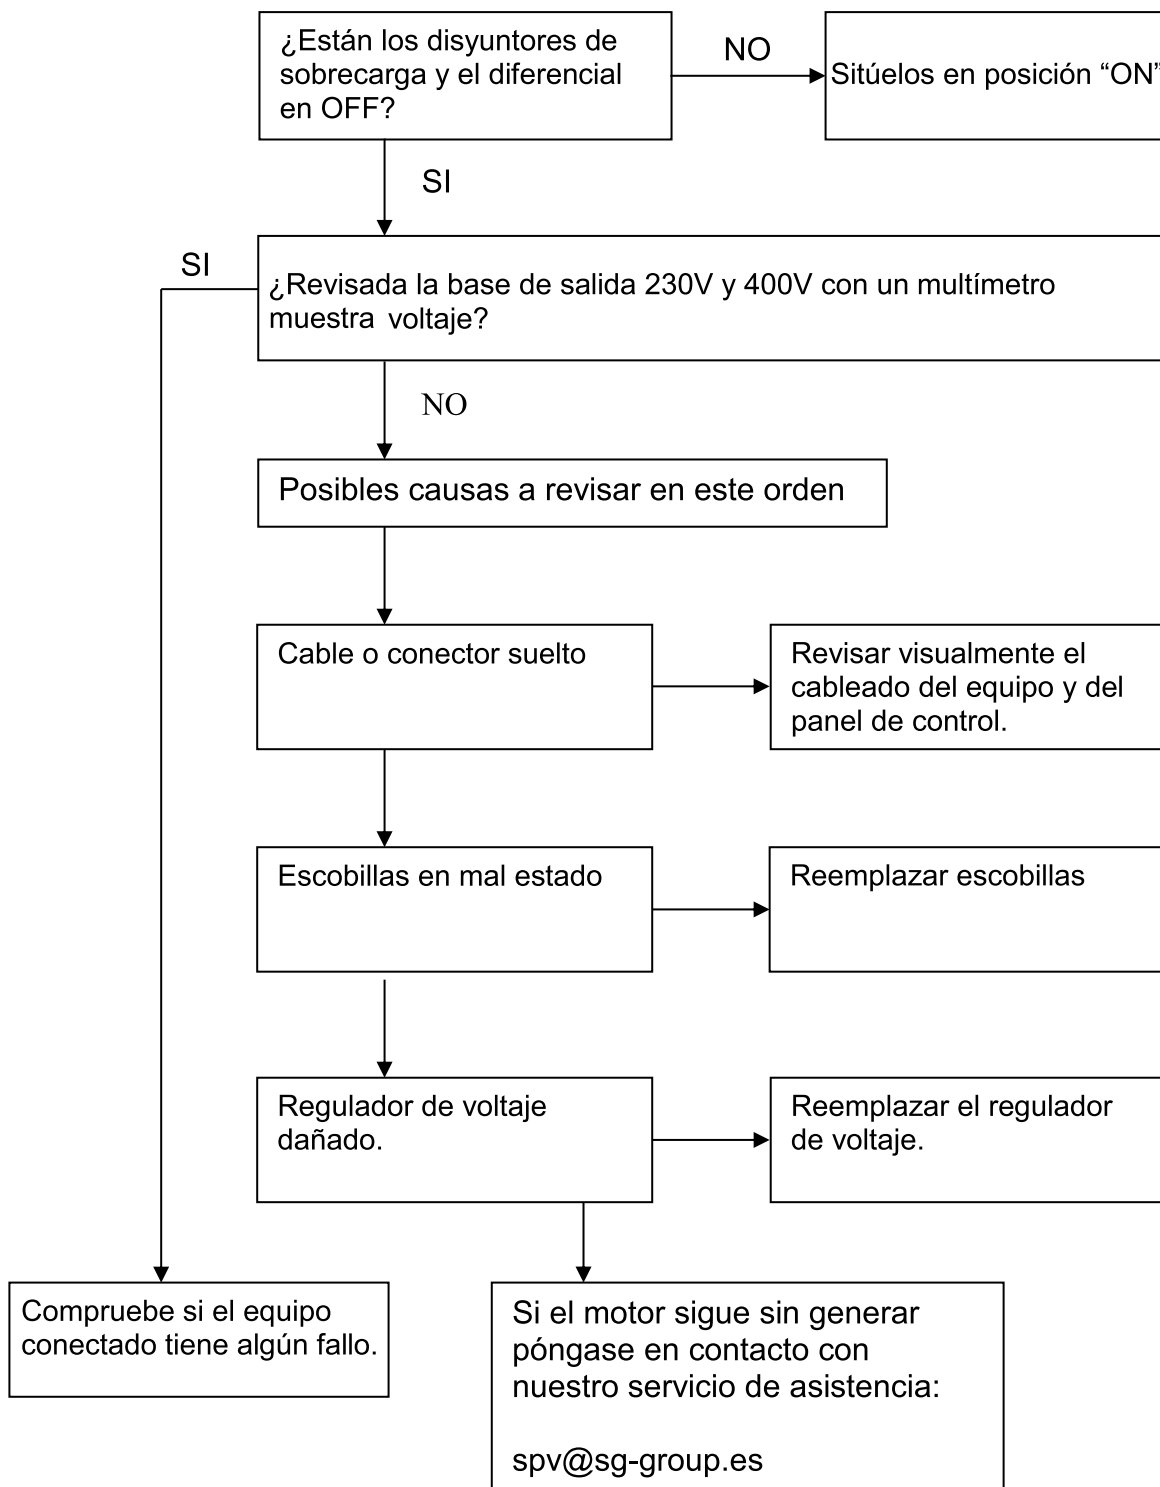 ¿Están los disyuntores de
sobrecarga y el diferencial
en OFF?
NO
Sitúelos en posición “ON”
SI
SI
¿Revisada la base de salida 230V y 400V con un multímetro
muestra voltaje?
NO
Posibles causas a revisar en este orden
Cable o conector suelto
Revisar visualmente el
cableado del equipo y del
panel de control.
Escobillas en mal estado
Reemplazar escobillas
Regulador de voltaje
dañado.
Reemplazar el regulador
de voltaje.
Compruebe si el equipo
conectado tiene algún fallo.
Si el motor sigue sin generar
póngase en contacto con
nuestro servicio de asistencia:
spv@sg-group.es